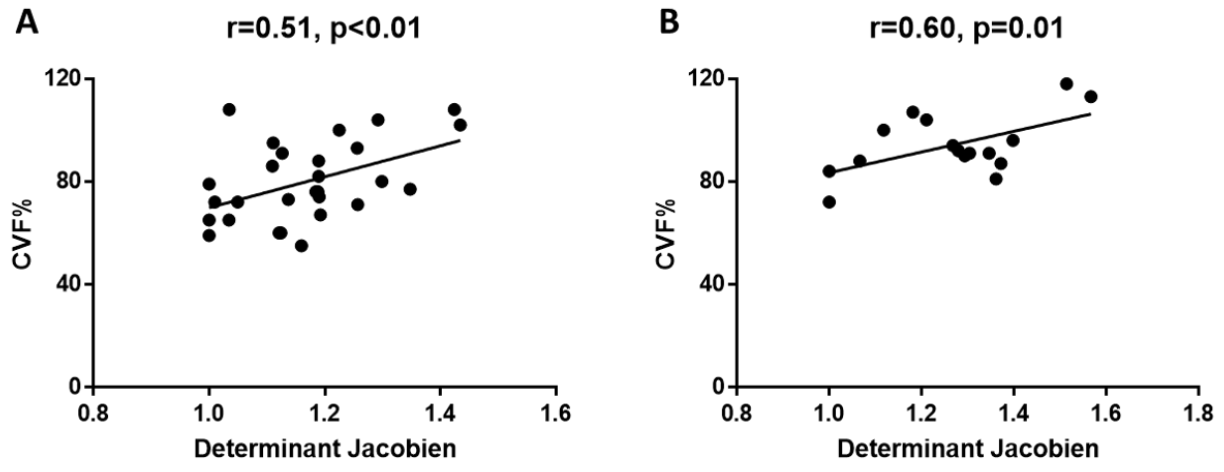 A
r=0.51, p<0.01
120
80
40
0
CVF%
0.8 1.0 1.2 1.4 1.6
Determinant Jacobien
B
r=0.60, p=0.01
120
80
40
0
CVF%
0.8 1.0 1.2 1.4 1.6 1.8
Determinant Jacobien